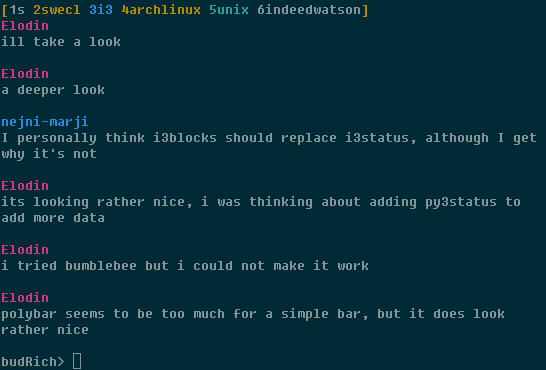 [1s 2swecl 3i3 4archlinux 5unix 6indeedwatson]
Elodin
ill take a look
Elodin
a deeper look
nejni-marji
I personally think i3blocks should replace i3status, although I get
why it's not
Elodin
its looking rather nice, i was thinking about adding py3status to
add more data
Elodin
i tried bumblebee but i could not make it work
Elodin
polybar seems to be too much for a simple bar, but it does look
rather nice
budRich>